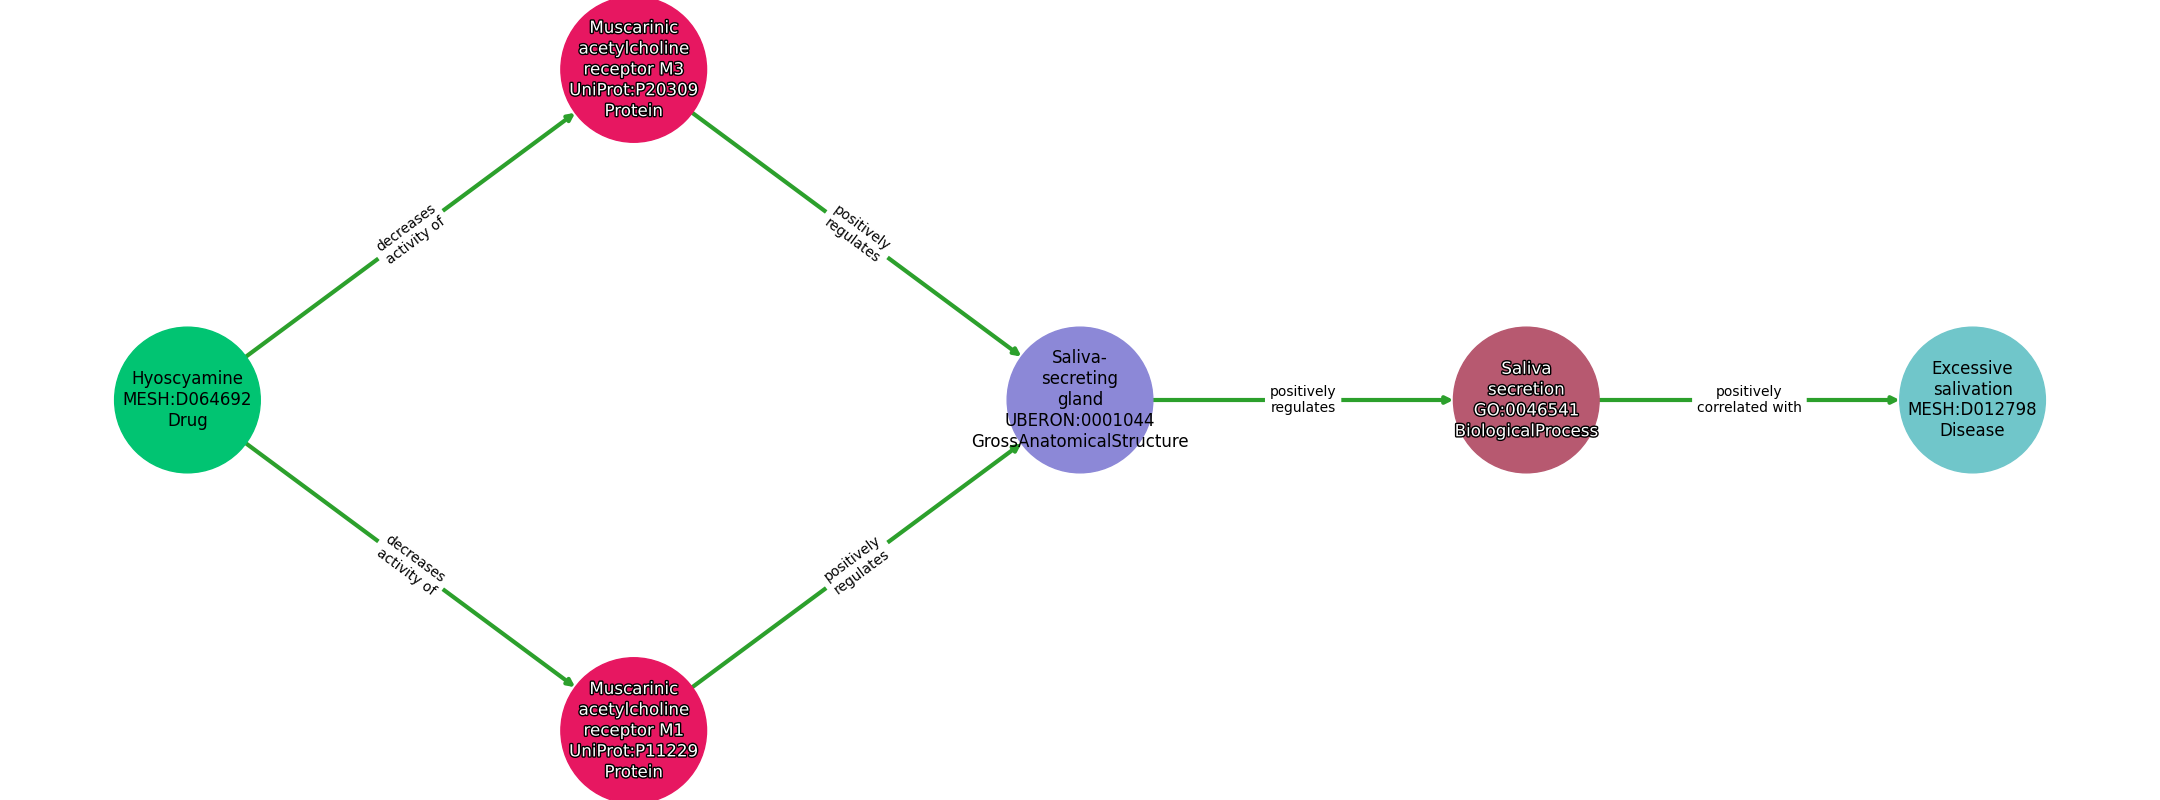 Muscarinic
acetylcholine
receptor M3
UniProt:P20309
Protein
decreases
activity of
positively
regulates
Hyoscyamine
MESH:D064692
Drug
Saliva-
secreting
gland
UBERON:0001044
GrossAnatomicalStructure
positively
regulates
Saliva
secretion
GO:0046541
BiologicalProcess
positively
correlated with
Excessive
salivation
MESH:D012798
Disease
decreases
activity of
positively
regulates
Muscarinic
acetylcholine
receptor M1
UniProt:P11229
Protein